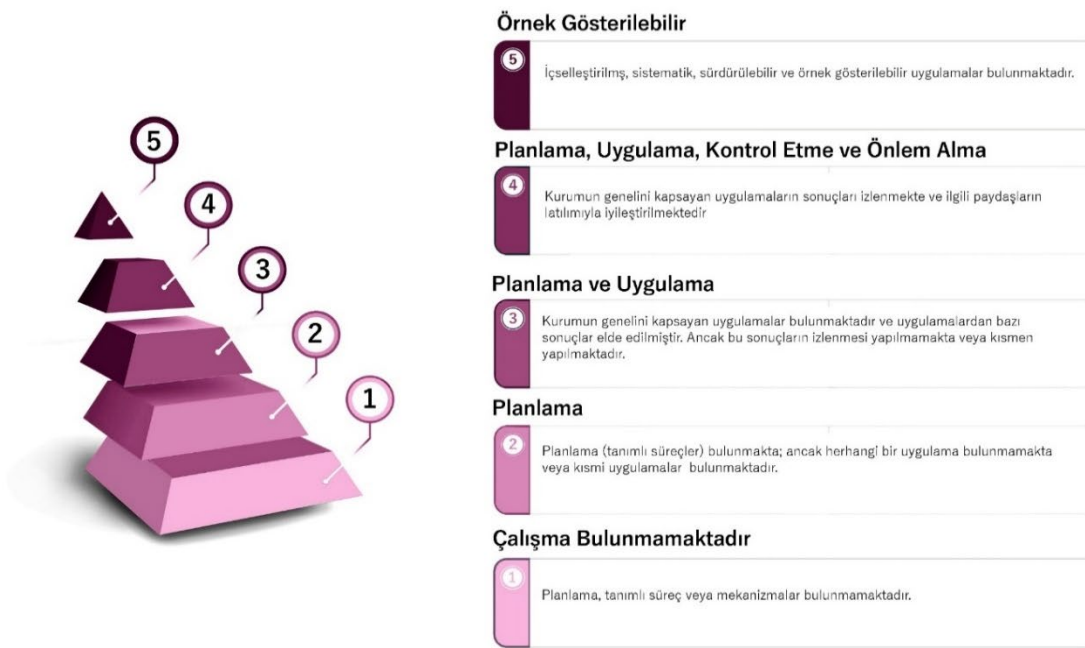 5
4
3
2
1
Örnek Gösterilebilir
5
İçselleştirilmş, sistematik, sürdürülebilir ve örnek gösterilebilir uygulamalar bulunmaktadır.
Planlama, Uygulama, Kontrol Etme ve Önlem Alma
4
Kurumun genelini kapsayan uygulamaların sonuçları izlenmekte ve ilgili paydaşların
latılımıyla iyileştirilmektedir
Planlama ve Uygulama
3
Kurumun genelini kapsayan uygulamalar bulunmaktadır ve uygulamalardan bazı
sonuçlar elde edilmiştir. Ancak bu sonuçların izlenmesi yapılmamakta veya kısmen
yapılmaktadır.
Planlama
2
Planlama (tanımlı süreçler) bulunmakta; ancak herhangi bir uygulama bulunmamakta
veya kısmi uygulamalar bulunmaktadır.
Çalışma Bulunmamaktadır
1
Planlama, tanımlı süreç veya mekanizmalar bulunmamaktadır.